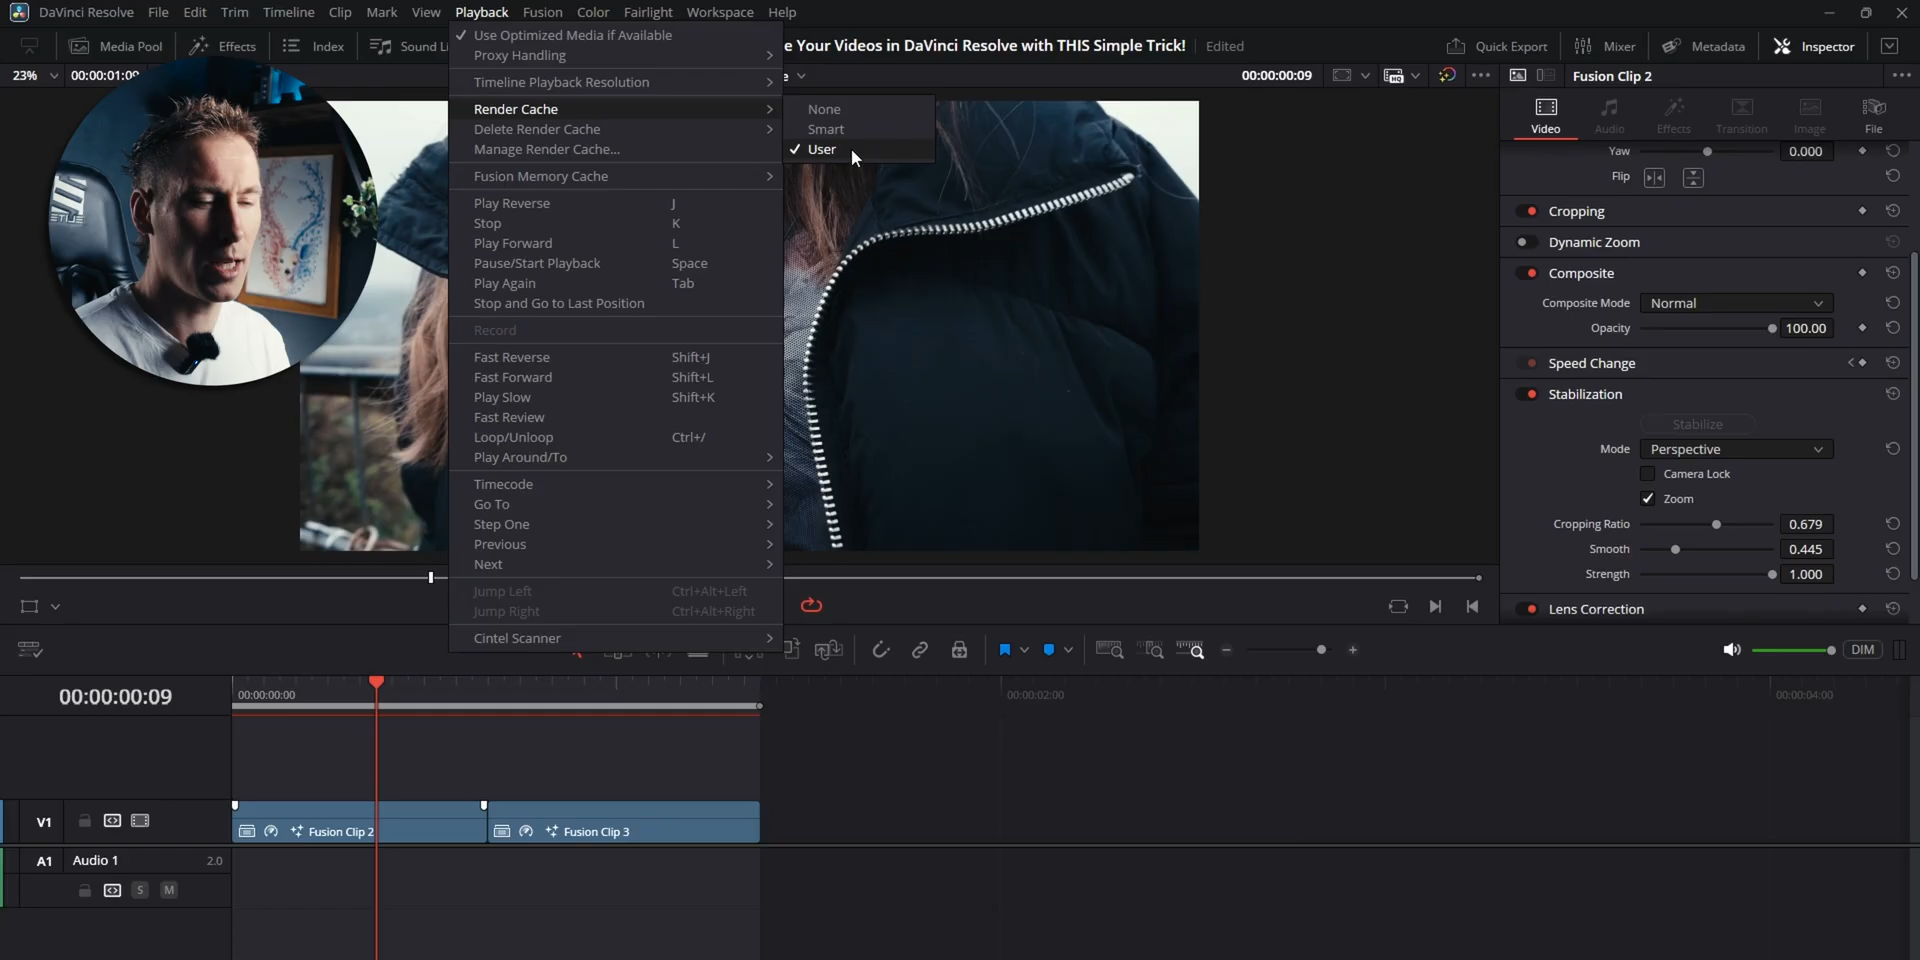 DaVinci Resolve File Edit Trim Timeline Clip Mark View Playback Fusion Color Fairlight Workspace Help
Media Pool Effects Index Sound Li
e Your Videos in DaVinci Resolve with THIS Simple Trick! Edited
Quick Export Mixer Metadata Inspector
23% 00:00:01:09
e 00:00:00:09
Fusion Clip 2
Use Optimized Media if Available
Proxy Handling
Timeline Playback Resolution
Render Cache
Delete Render Cache
Manage Render Cache...
Fusion Memory Cache
Play Reverse J
Stop K
Play Forward L
Pause/Start Playback Space
Play Again Tab
Stop and Go to Last Position
Record
Fast Reverse Shift+J
Fast Forward Shift+L
Play Slow Shift+K
Fast Review
Loop/Unloop Ctrl+/
Play Around/To
Timecode
Go To
Step One
Previous
Next
Jump Left Ctrl+Alt+Left
Jump Right Ctrl+Alt+Right
Cintel Scanner
None
Smart
User
Video Audio Effects Transition Image File
Yaw 0.000
Flip
Cropping
Dynamic Zoom
Composite
Composite Mode Normal
Opacity 100.00
Speed Change
Stabilization
Stabilize
Mode Perspective
Camera Lock
Zoom
Cropping Ratio 0.679
Smooth 0.445
Strength 1.000
Lens Correction
DIM
00:00:00:09
00:00:00:00 00:00:02:00 00:00:04:00
V1
Fusion Clip 2 Fusion Clip 3
A1 Audio 1 2.0
S M